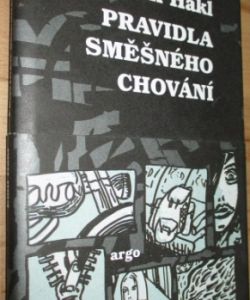 Hakl
PRAVIDLA
SMĚŠNÉHO
CHOVÁNÍ
argo